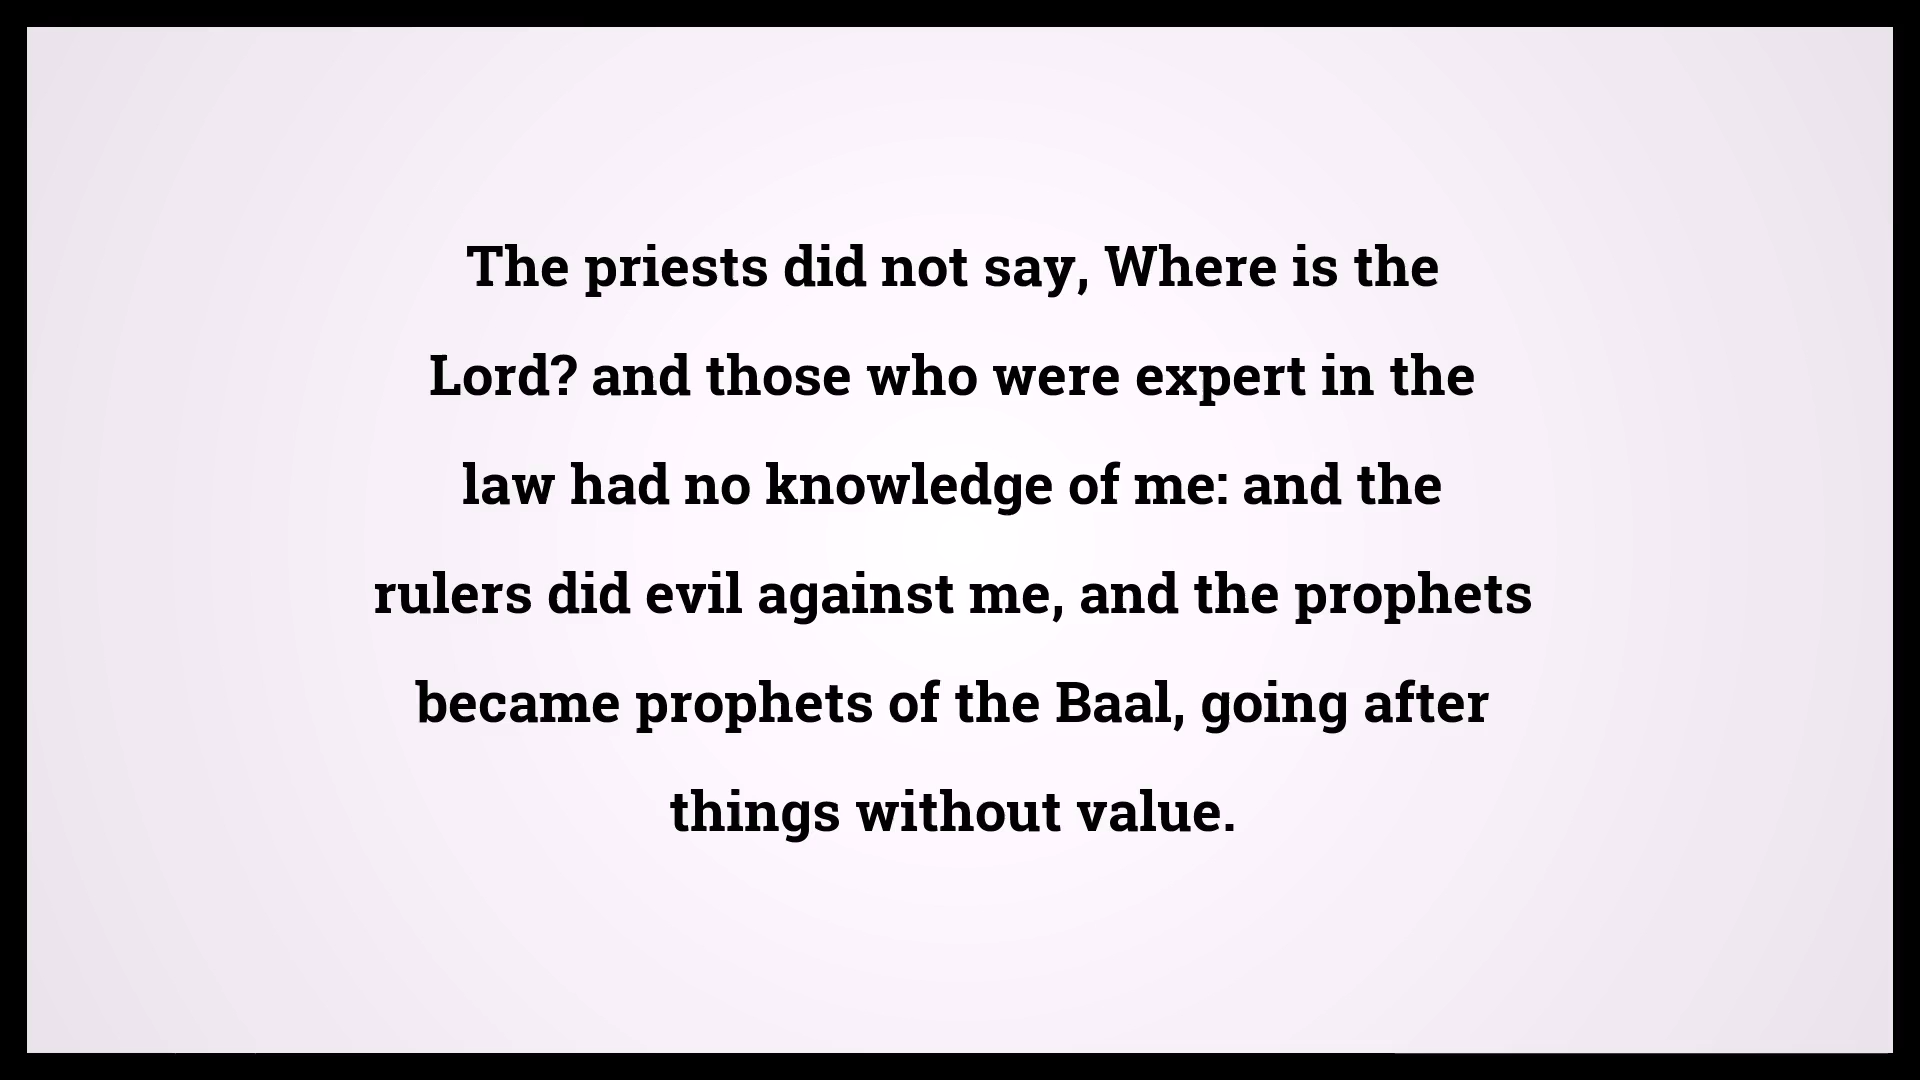 The priests did not say, Where is the
Lord? and those who were expert in the
law had no knowledge of me: and the
rulers did evil against me, and the prophets
became prophets of the Baal, going after
things without value.